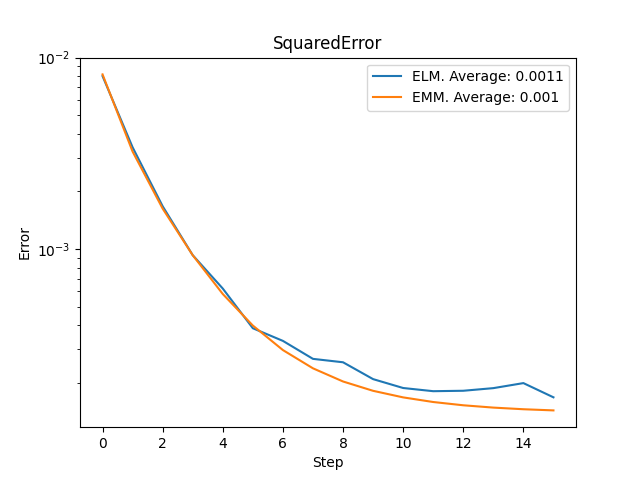 SquaredError
ELM. Average: 0.0011
EMM. Average: 0.001
10⁻²
10⁻³
Error
0 2 4 6 8 10 12 14
Step